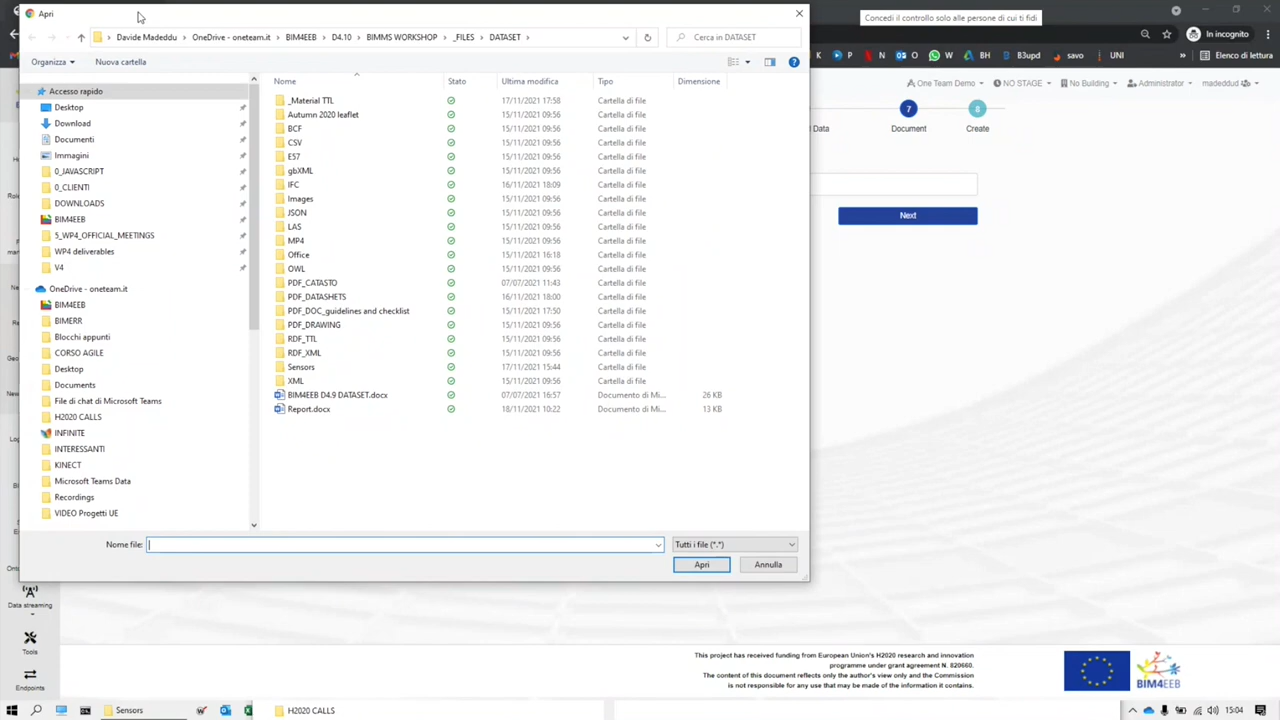 Apri
Concedi il controllo solo alle persone di cui ti fidi
In incognito
Davide Madeddu > OneDrive - oneteam.it > BIM4EEB > D4.10 > BIMMS WORKSHOP > _FILES > DATASET >
Cerca in DATASET
K P N O WhatsApp BH B3upd savo UNI » Elenco di lettura
Organizza Nuova cartella
One Team Demo NO STAGE No Building Administrator madeddud
Nome Stato Ultima modifica Tipo Dimensione
Accesso rapido
Desktop
Download
Documenti
Immagini
0_JAVASCRIPT
0_CLIENTI
DOWNLOADS
BIM4EEB
5_WP4_OFFICIAL_MEETINGS
WP4 deliverables
V4
OneDrive - oneteam.it
BIM4EEB
BIMERR
Blocchi appunti
CORSO AGILE
Desktop
Documents
File di chat di Microsoft Teams
H2020 CALLS
INFINITE
INTERESSANTI
KINECT
Microsoft Teams Data
Recordings
VIDEO Progetti UE
_Material TTL 17/11/2021 17:58 Cartella di file
Autumn 2020 leaflet 15/11/2021 09:56 Cartella di file
BCF 15/11/2021 09:56 Cartella di file
CSV 15/11/2021 09:56 Cartella di file
E57 15/11/2021 09:56 Cartella di file
gbXML 15/11/2021 09:56 Cartella di file
IFC 16/11/2021 18:09 Cartella di file
Images 15/11/2021 09:56 Cartella di file
JSON 15/11/2021 09:56 Cartella di file
LAS 15/11/2021 09:56 Cartella di file
MP4 15/11/2021 09:56 Cartella di file
Office 15/11/2021 16:18 Cartella di file
OWL 15/11/2021 09:56 Cartella di file
PDF_CATASTO 07/07/2021 11:43 Cartella di file
PDF_DATASHETS 16/11/2021 18:00 Cartella di file
PDF_DOC_guidelines and checklist 15/11/2021 17:50 Cartella di file
PDF_DRAWING 15/11/2021 09:56 Cartella di file
RDF_TTL 15/11/2021 09:56 Cartella di file
RDF_XML 15/11/2021 09:56 Cartella di file
Sensors 17/11/2021 15:44 Cartella di file
XML 15/11/2021 09:56 Cartella di file
BIM4EEB D4.9 DATASET.docx 07/07/2021 16:57 Documento di Mi... 26 KB
Report.docx 18/11/2021 10:22 Documento di Mi... 13 KB
7 8
Data Document Create
Next
Nome file: Tutti i file (*.*)
Apri Annulla
Data streaming
Tools
Endpoints
This project has received funding from European Union's H2020 research and innovation
programme under grant agreement N. 820660.
The content of this document reflects only the author's view only and the Commission
is not responsible for any use that may be made of the information it contains.
BIM4EEB
Sensors
H2020 CALLS
15:04